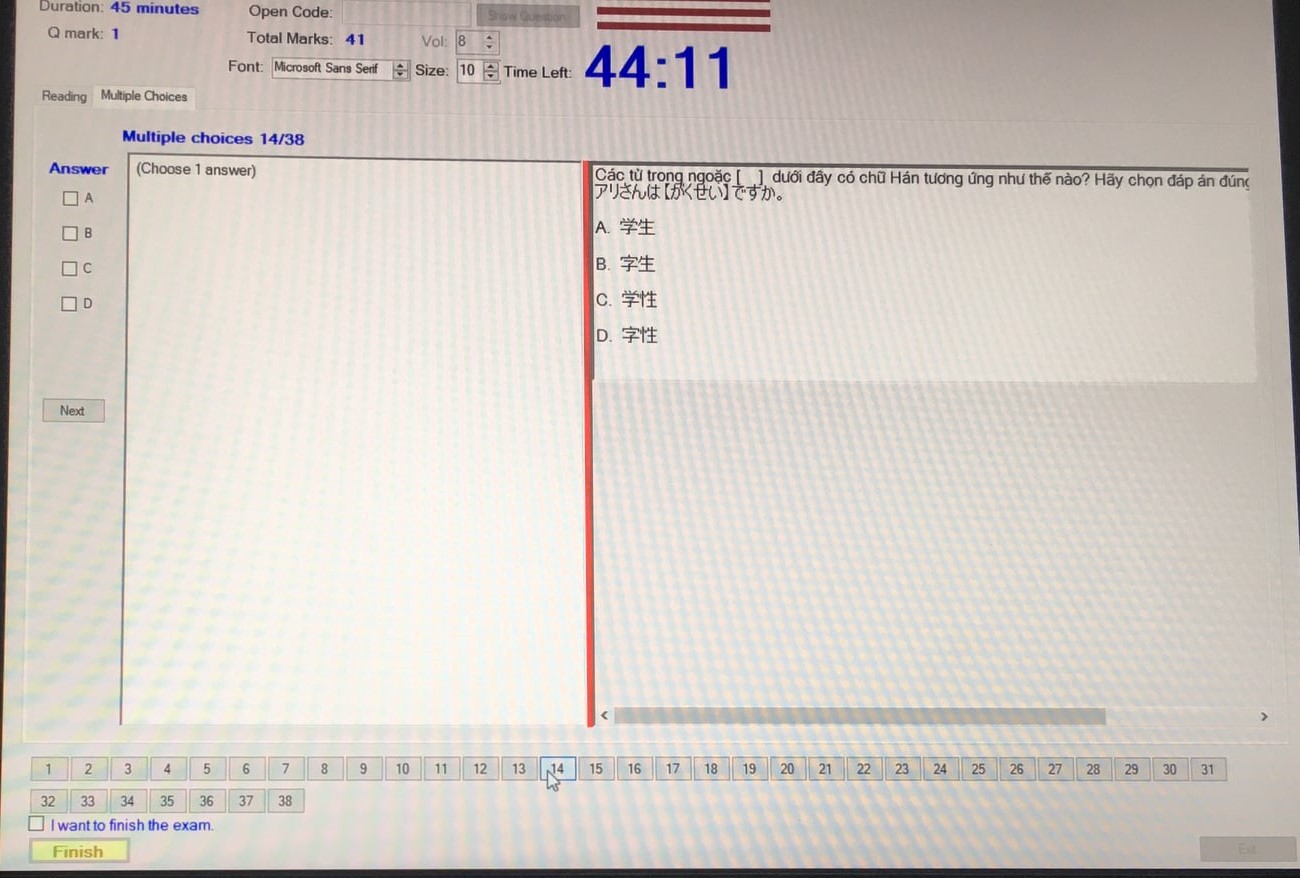 Duration: 45 minutes
Open Code:
Show Question
Q mark: 1
Total Marks: 41
Vol: 8
Font: Microsoft Sans Serif
Size: 10
Time Left: 44:11
Reading
Multiple Choices
Multiple choices 14/38
Answer
A
B
C
D
Next
(Choose 1 answer)
Các từ trong ngoặc [ ] dưới đây có chữ Hán tương ứng như thế nào? Hãy chọn đáp án đúng
アリさんは【がくせい】ですか。
A. 学生
B. 字生
C. 学性
D. 字性
1 2 3 4 5 6 7 8 9 10 11 12 13 14 15 16 17 18 19 20 21 22 23 24 25 26 27 28 29 30 31
32 33 34 35 36 37 38
I want to finish the exam.
Finish
Exit